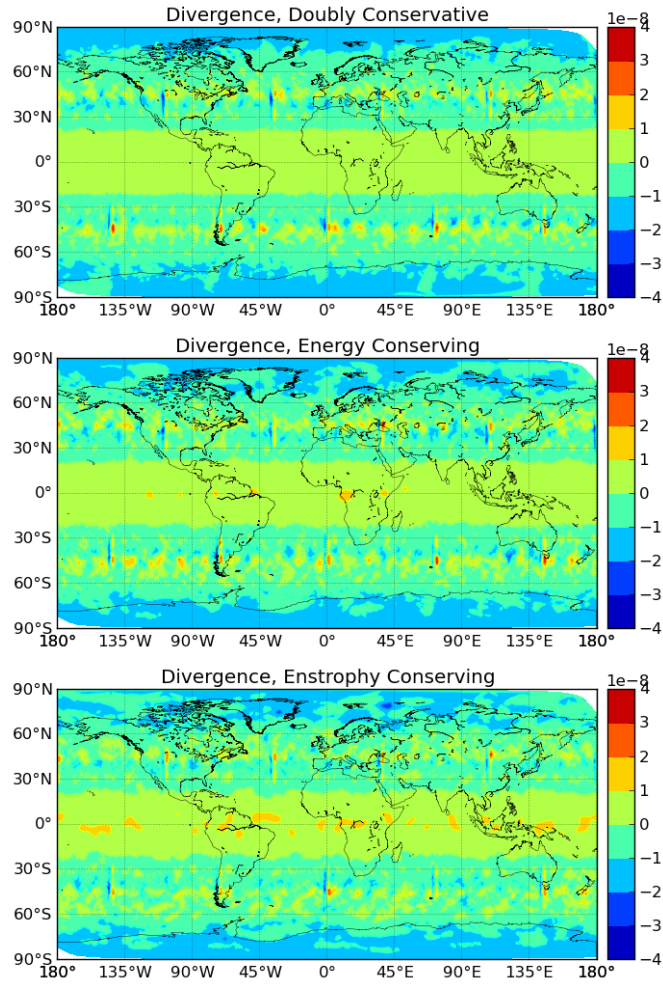 Divergence, Doubly Conservative
1e−8
90°N
60°N
30°N
0°
30°S
60°S
90°S
180° 135°W 90°W 45°W 0° 45°E 90°E 135°E 180°
4
3
2
1
0
−1
−2
−3
−4
Divergence, Energy Conserving
1e−8
90°N
60°N
30°N
0°
30°S
60°S
90°S
180° 135°W 90°W 45°W 0° 45°E 90°E 135°E 180°
4
3
2
1
0
−1
−2
−3
−4
Divergence, Enstrophy Conserving
1e−8
90°N
60°N
30°N
0°
30°S
60°S
90°S
180° 135°W 90°W 45°W 0° 45°E 90°E 135°E 180°
4
3
2
1
0
−1
−2
−3
−4